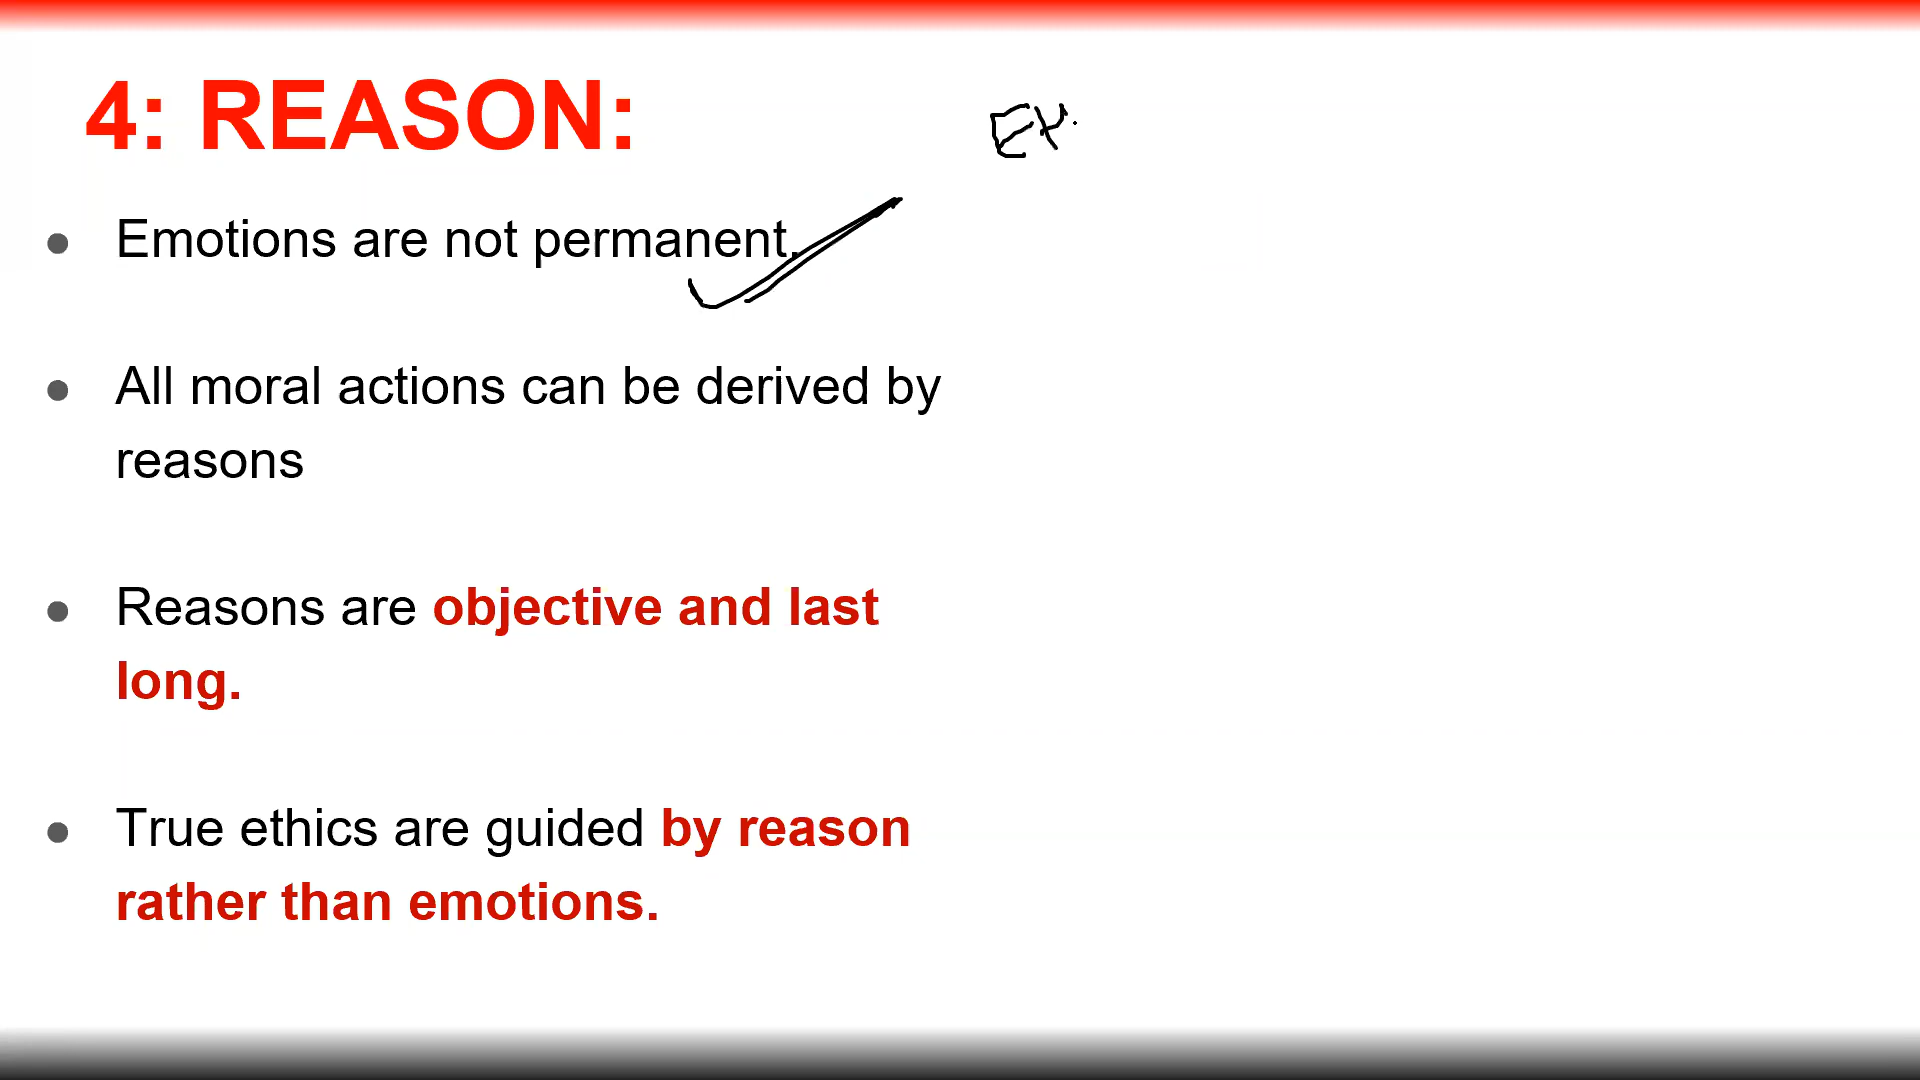 4: REASON:
Ex.
• Emotions are not permanent.
• All moral actions can be derived by
reasons
• Reasons are objective and last
long.
• True ethics are guided by reason
rather than emotions.